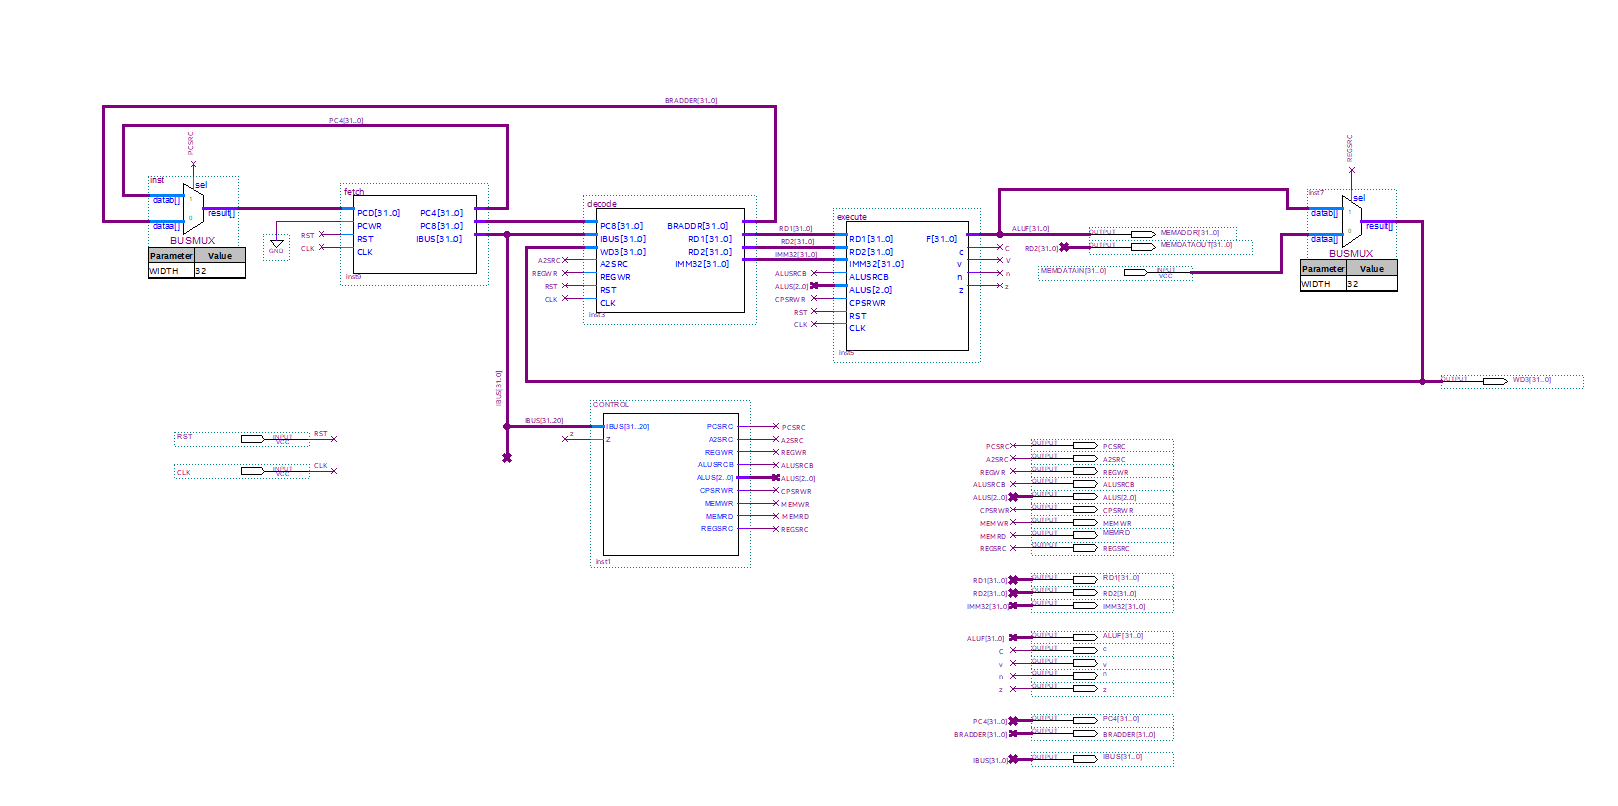 BRADDER[31..0]
PC4[31..0]
PCSRC
inst
sel
datab[]
1
0
dataa[]
result[]
BUSMUX
Parameter Value
WIDTH 32
fetch
PCD[31..0] PC4[31..0]
PCWR PC8[31..0]
RST RST IBUS[31..0]
CLK CLK
GND
inst6
decode
PC8[31..0] BRADDER[31..0]
IBUS[31..0] RD1[31..0]
WD3[31..0] RD2[31..0]
A2SRC A2SRC IMM32[31..0]
REGWR REGWR
RST RST
CLK CLK
inst3
RD1[31..0]
RD2[31..0]
IMM32[31..0]
execute
RD1[31..0] F[31..0]
RD2[31..0] c
IMM32[31..0] v
ALUSRCB ALUSRCB n
ALUS[2..0] ALUS[2..0] z
CPSRWR CPSRWR
RST RST
CLK CLK
inst5
ALUF[31..0]
C
V
n
z
OUTPUT MEMADDR[31..0]
RD2[31..0] OUTPUT MEMDATAOUT[31..0]
MEMDATAIN[31..0] INPUT VCC
REGSRC
inst7
sel
datab[]
1
0
dataa[]
result[]
BUSMUX
Parameter Value
WIDTH 32
OUTPUT WD3[31..0]
IBUS[31..0]
RST INPUT VCC RST
CLK INPUT VCC CLK
CONTROL
IBUS[31..20] IBUS[31..20] PCSRC PCSRC
z Z A2SRC A2SRC
REGWR REGWR
ALUSRCB ALUSRCB
ALUS[2..0] ALUS[2..0]
CPSRWR CPSRWR
MEMWR MEMWR
MEMRD MEMRD
REGSRC REGSRC
inst1
PCSRC OUTPUT PCSRC
A2SRC OUTPUT A2SRC
REGWR OUTPUT REGWR
ALUSRCB OUTPUT ALUSRCB
ALUS[2..0] OUTPUT ALUS[2..0]
CPSRWR OUTPUT CPSRWR
MEMWR OUTPUT MEMWR
MEMRD OUTPUT MEMRD
REGSRC OUTPUT REGSRC
RD1[31..0] OUTPUT RD1[31..0]
RD2[31..0] OUTPUT RD2[31..0]
IMM32[31..0] OUTPUT IMM32[31..0]
ALUF[31..0] OUTPUT ALUF[31..0]
C OUTPUT c
v OUTPUT v
n OUTPUT n
z OUTPUT z
PC4[31..0] OUTPUT PC4[31..0]
BRADDER[31..0] OUTPUT BRADDER[31..0]
IBUS[31..0] OUTPUT IBUS[31..0]